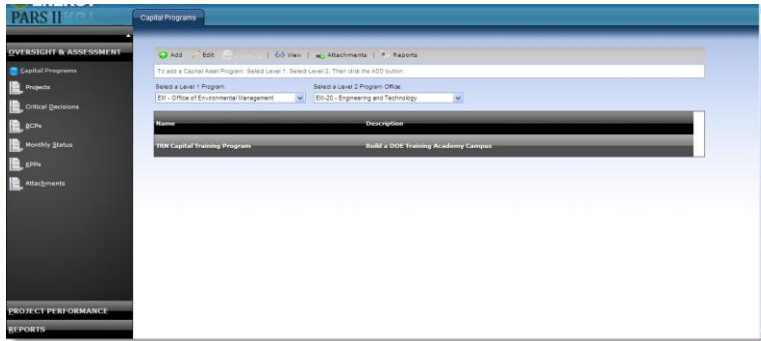 ENERGY
PARS II
Capital Programs
OVERSIGHT & ASSESSMENT
Capital Programs
Projects
Critical Decisions
BCPs
Monthly Status
KPPs
Attachments
PROJECT PERFORMANCE
REPORTS
Add Edit | View | Attachments | Reports
To add a Capital Asset Program: Select Level 1, Select Level 2, Then click the ADD button
Select a Level 1 Program: Select a Level 2 Program Office:
EM - Office of Environmental Management EM-20 - Engineering and Technology
Name Description
TRN Capital Training Program Build a DOE Training Academy Campus